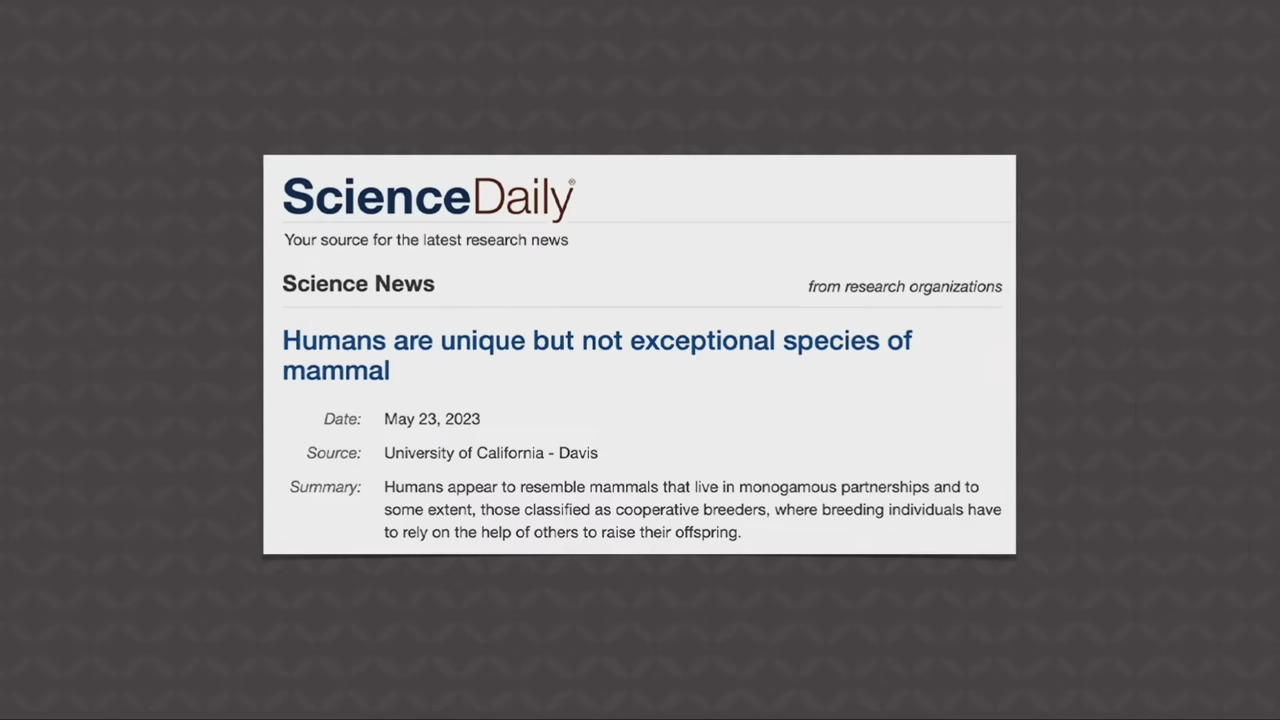 ScienceDaily®
Your source for the latest research news
Science News
from research organizations
Humans are unique but not exceptional species of
mammal
Date: May 23, 2023
Source: University of California - Davis
Summary: Humans appear to resemble mammals that live in monogamous partnerships and to
some extent, those classified as cooperative breeders, where breeding individuals have
to rely on the help of others to raise their offspring.